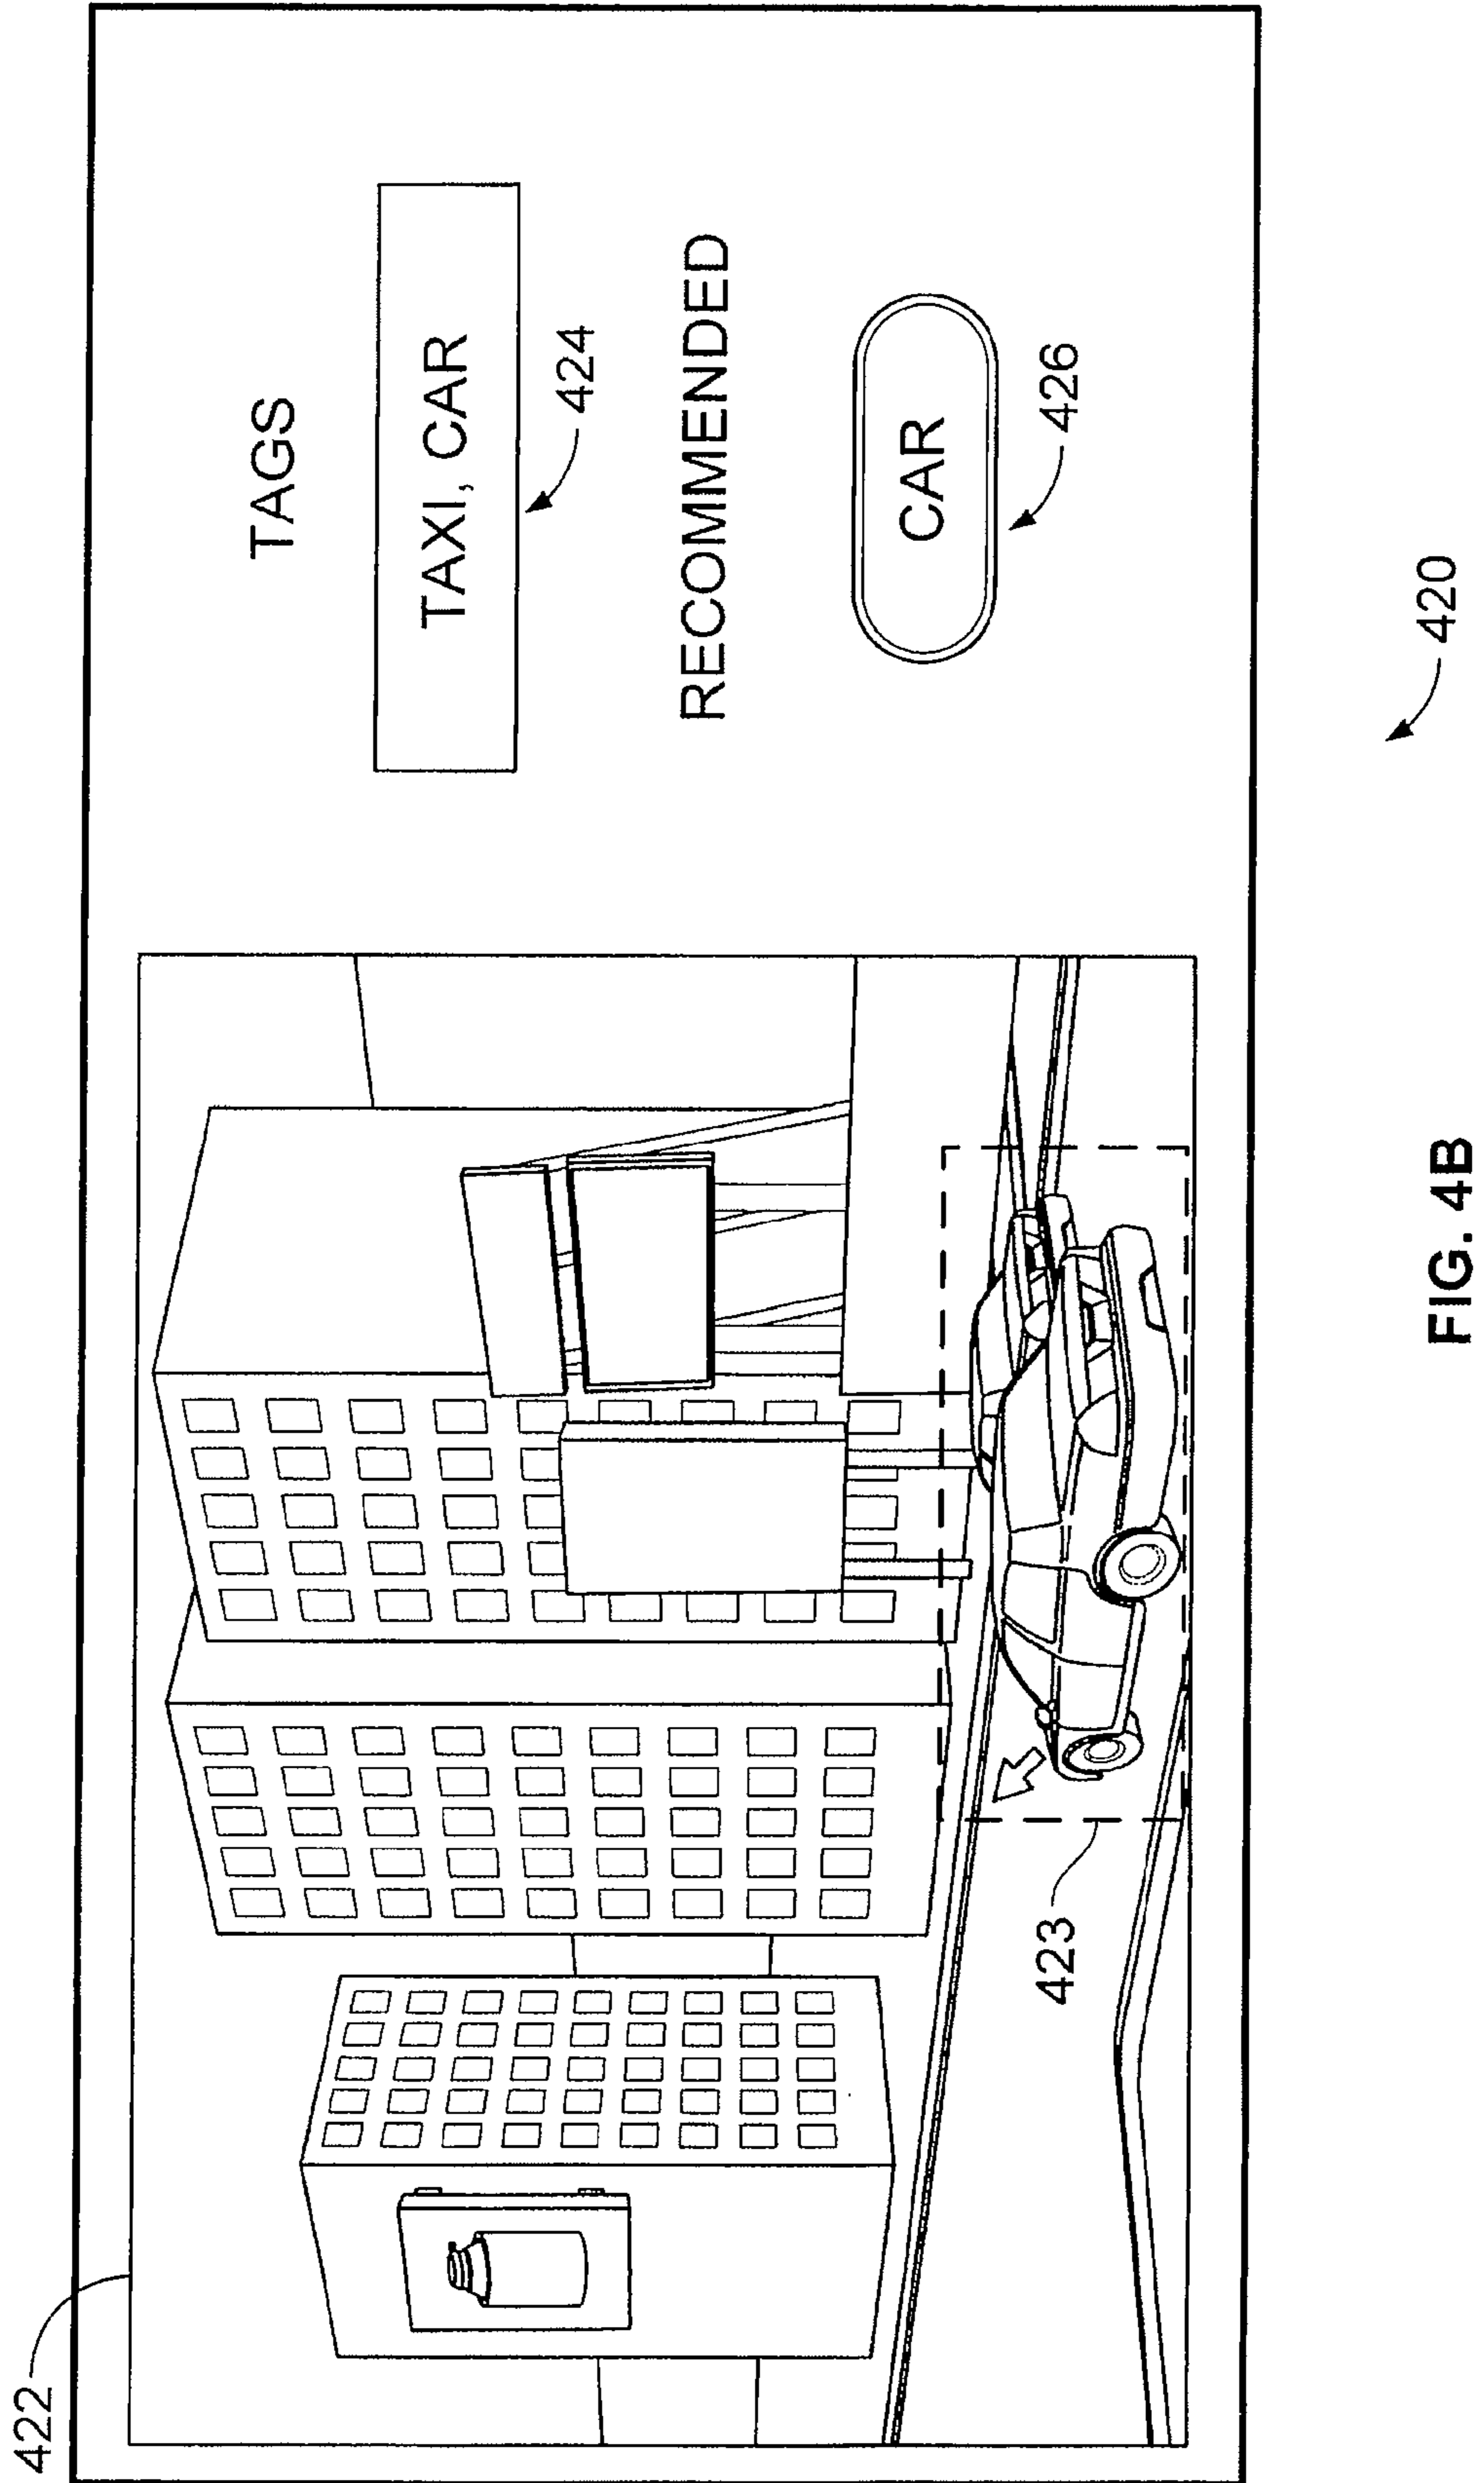 422
TAGS
TAXI, CAR
424
RECOMMENDED
CAR
426
423
420
FIG. 4B